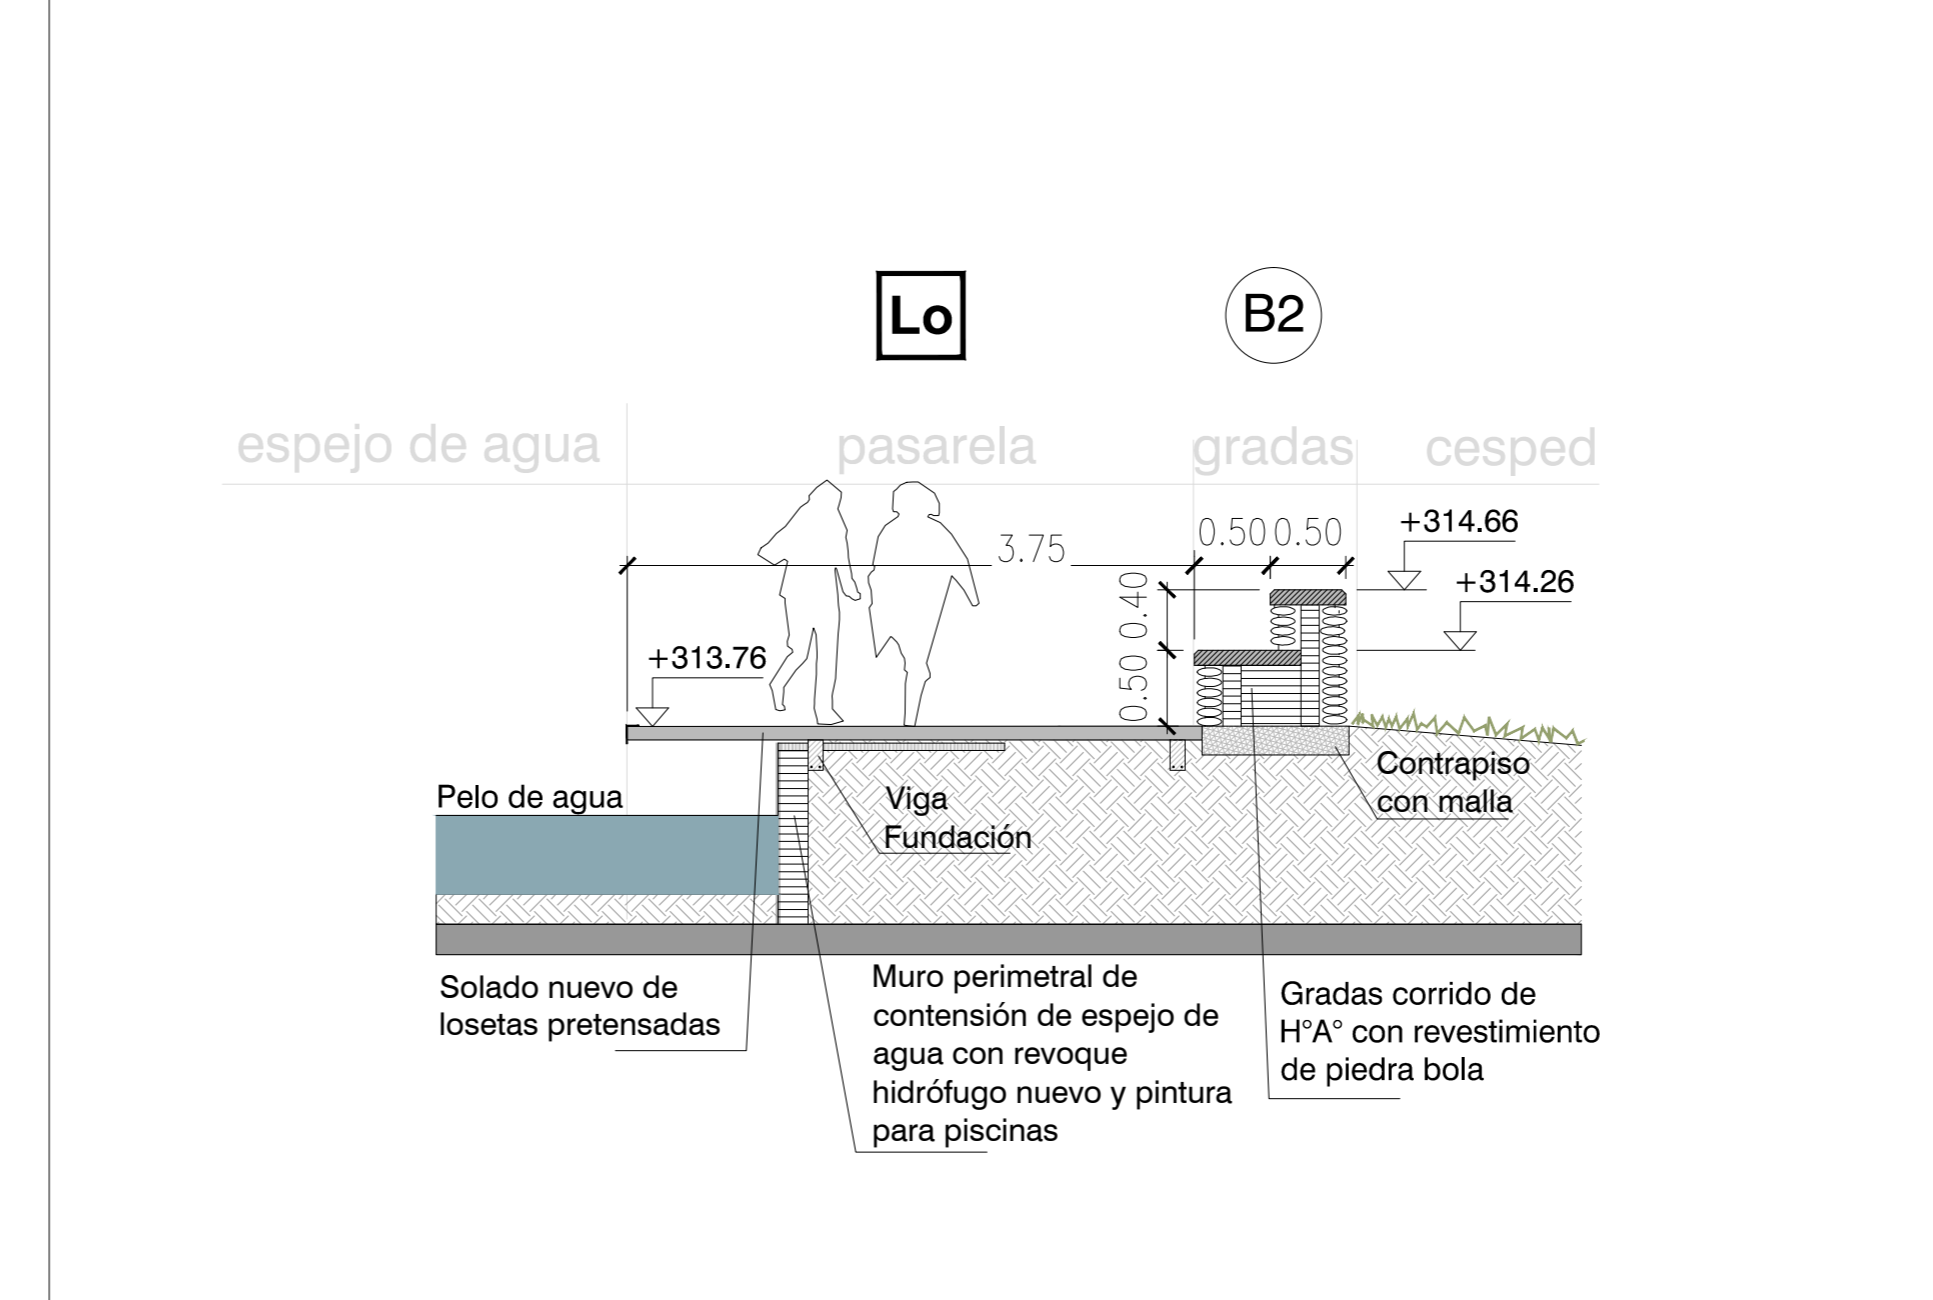 Lo
B2
espejo de agua
pasarela
gradas
cesped
3.75
0.50
0.50
+314.66
+314.26
0.40
0.50
+313.76
Pelo de agua
Viga
Fundación
Contrapiso
con malla
Solado nuevo de
losetas pretensadas
Muro perimetral de
contensión de espejo de
agua con revoque
hidrófugo nuevo y pintura
para piscinas
Gradas corrido de
H°A° con revestimiento
de piedra bola